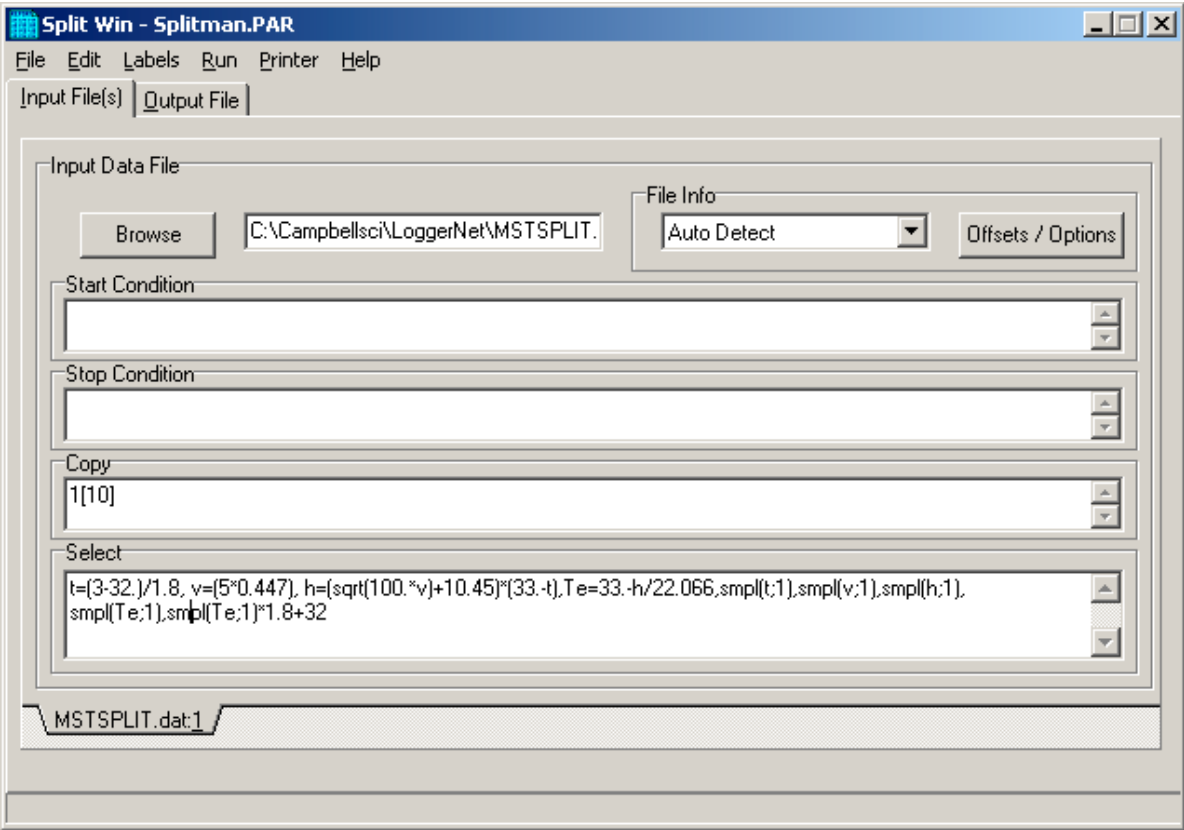 Split Win - Splitman.PAR
File Edit Labels Run Printer Help
Input File(s) Output File
Input Data File
File Info
Browse C:\Campbellsci\LoggerNet\MSTSPLIT. Auto Detect Offsets / Options
Start Condition
Stop Condition
Copy
1[10]
Select
t=(3-32.)/1.8, v=(5*0.447), h=(sqrt(100.*v)+10.45)*(33.-t),Te=33.-h/22.066,smpl(t;1),smpl(v;1),smpl(h;1),
smpl(Te;1),smpl(Te;1)*1.8+32
MSTSPLIT.dat:1